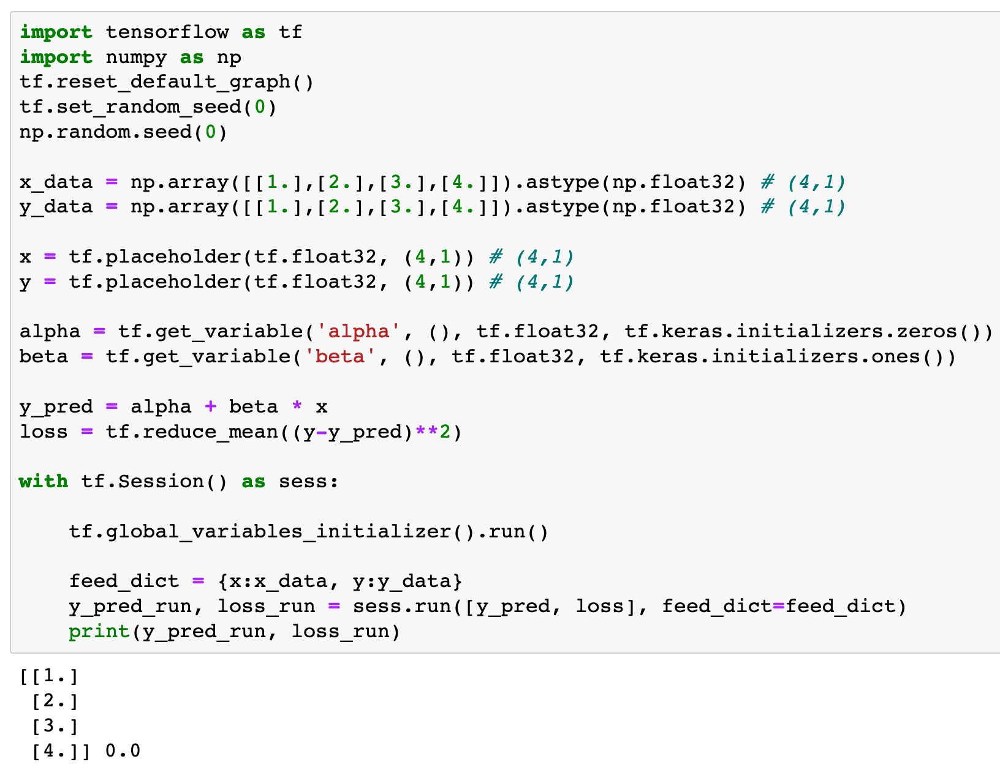 import tensorflow as tf
import numpy as np
tf.reset_default_graph()
tf.set_random_seed(0)
np.random.seed(0)

x_data = np.array([[1.],[2.],[3.],[4.]]).astype(np.float32) # (4,1)
y_data = np.array([[1.],[2.],[3.],[4.]]).astype(np.float32) # (4,1)

x = tf.placeholder(tf.float32, (4,1)) # (4,1)
y = tf.placeholder(tf.float32, (4,1)) # (4,1)

alpha = tf.get_variable('alpha', (), tf.float32, tf.keras.initializers.zeros())
beta = tf.get_variable('beta', (), tf.float32, tf.keras.initializers.ones())

y_pred = alpha + beta * x
loss = tf.reduce_mean((y-y_pred)**2)

with tf.Session() as sess:

    tf.global_variables_initializer().run()

    feed_dict = {x:x_data, y:y_data}
    y_pred_run, loss_run = sess.run([y_pred, loss], feed_dict=feed_dict)
    print(y_pred_run, loss_run)

[[1.]
 [2.]
 [3.]
 [4.]] 0.0